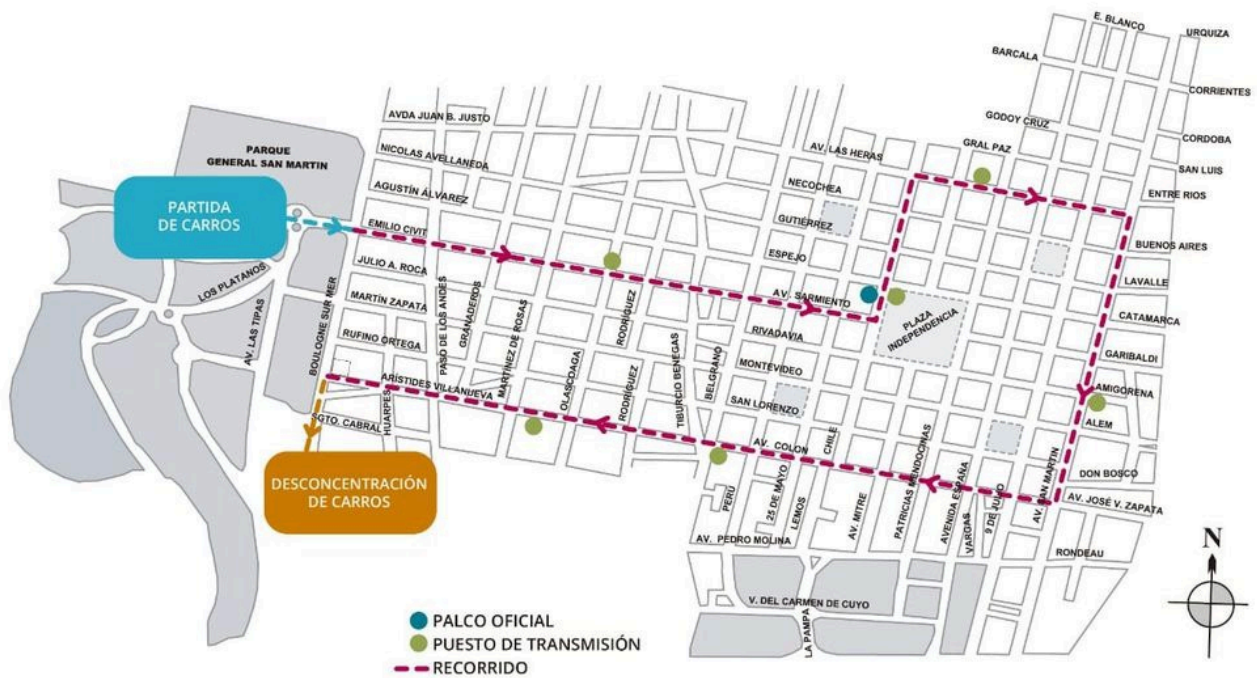 E. BLANCO
URQUIZA
BARCALA
CORRIENTES
GODOY CRUZ
CORDOBA
AVDA JUAN B. JUSTO
GRAL PAZ
AV. LAS HERAS
SAN LUIS
PARQUE
GENERAL SAN MARTIN
NICOLAS AVELLANEDA
NECOCHEA
ENTRE RIOS
AGUSTÍN ÁLVAREZ
PARTIDA
DE CARROS
EMILIO CIVIT
GUTIÉRREZ
BUENOS AIRES
ESPEJO
JULIO A. ROCA
LOS PLATANOS
LAVALLE
MARTÍN ZAPATA
AV. SARMIENTO
CATAMARCA
PLAZA
INDEPENDENCIA
RIVADAVIA
RUFINO ORTEGA
AV. LAS TIPAS
BOULOGNE SUR MER
PASO DE LOS ANDES
GRANADEROS
MARTINEZ DE ROSAS
OLASCOAGA
RODRÍGUEZ
RODRÍGUEZ
TIBURCIO BENEGAS
BELGRANO
MONTEVIDEO
GARIBALDI
ARÍSTIDES VILLANUEVA
AMIGORENA
SAN LORENZO
SGTO. CABRAL
HUARPES
ALEM
AV. COLON
CHILE
DON BOSCO
DESCONCENTRACIÓN
DE CARROS
PERÚ
25 DE MAYO
LEMOS
AV. MITRE
PATRICIAS MENDOCINAS
AVENIDA ESPAÑA
VARGAS
9 DE JULIO
AV. SAN MARTIN
AV. JOSÉ V. ZAPATA
AV. PEDRO MOLINA
RONDEAU
N
V. DEL CARMEN DE CUYO
LA PAMPA
PALCO OFICIAL
PUESTO DE TRANSMISIÓN
RECORRIDO